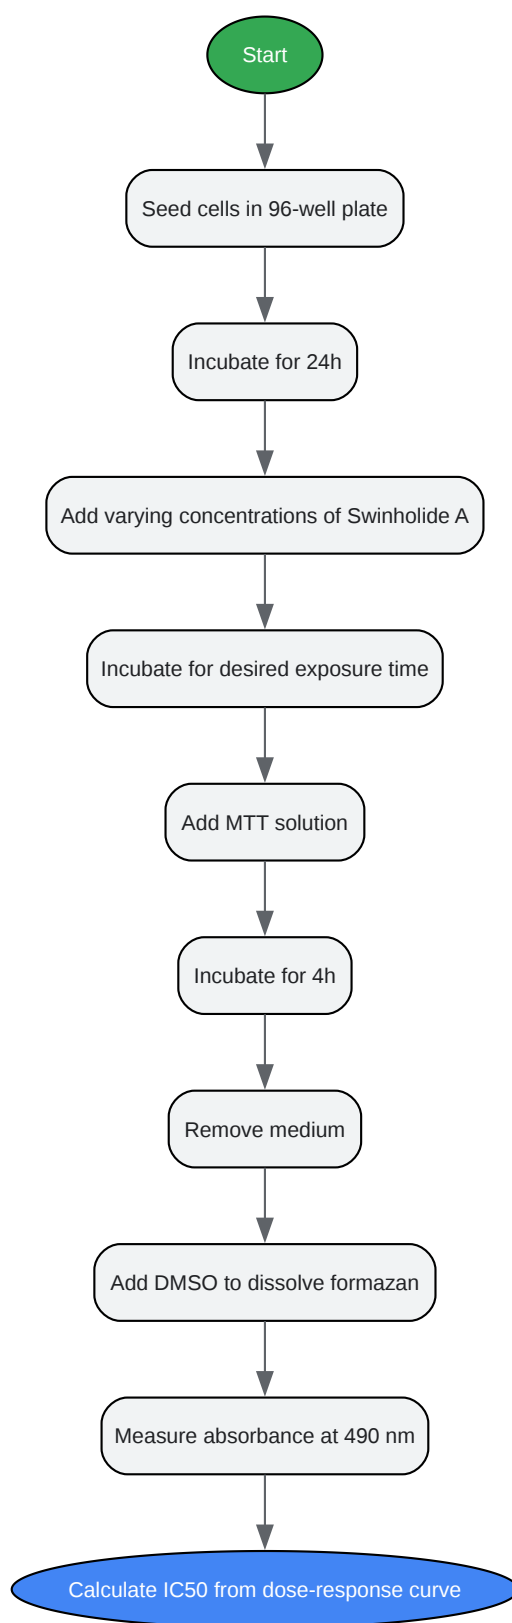 Start
Seed cells in 96-well plate
Incubate for 24h
Add varying concentrations of Swinholide A
Incubate for desired exposure time
Add MTT solution
Incubate for 4h
Remove medium
Add DMSO to dissolve formazan
Measure absorbance at 490 nm
Calculate IC50 from dose-response curve